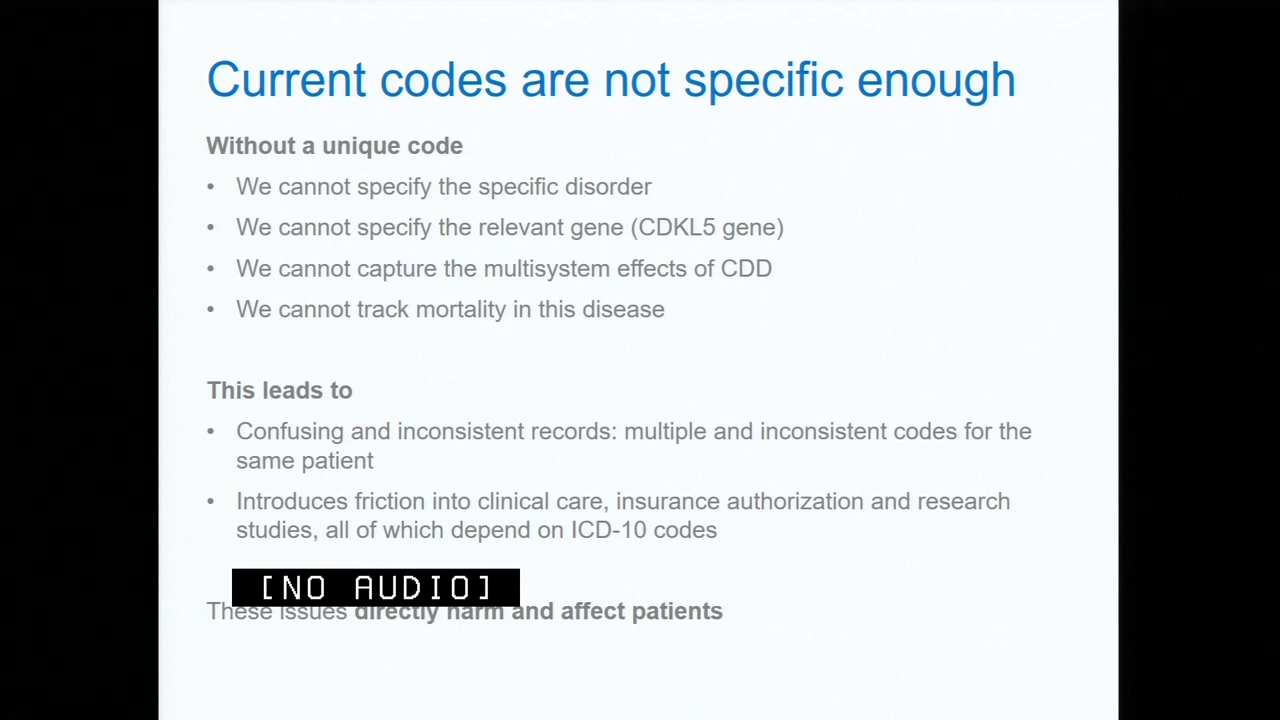 Current codes are not specific enough
Without a unique code
• We cannot specify the specific disorder
• We cannot specify the relevant gene (CDKL5 gene)
• We cannot capture the multisystem effects of CDD
• We cannot track mortality in this disease
This leads to
• Confusing and inconsistent records: multiple and inconsistent codes for the
same patient
• Introduces friction into clinical care, insurance authorization and research
studies, all of which depend on ICD-10 codes
[NO AUDIO]
These issues directly harm and affect patients